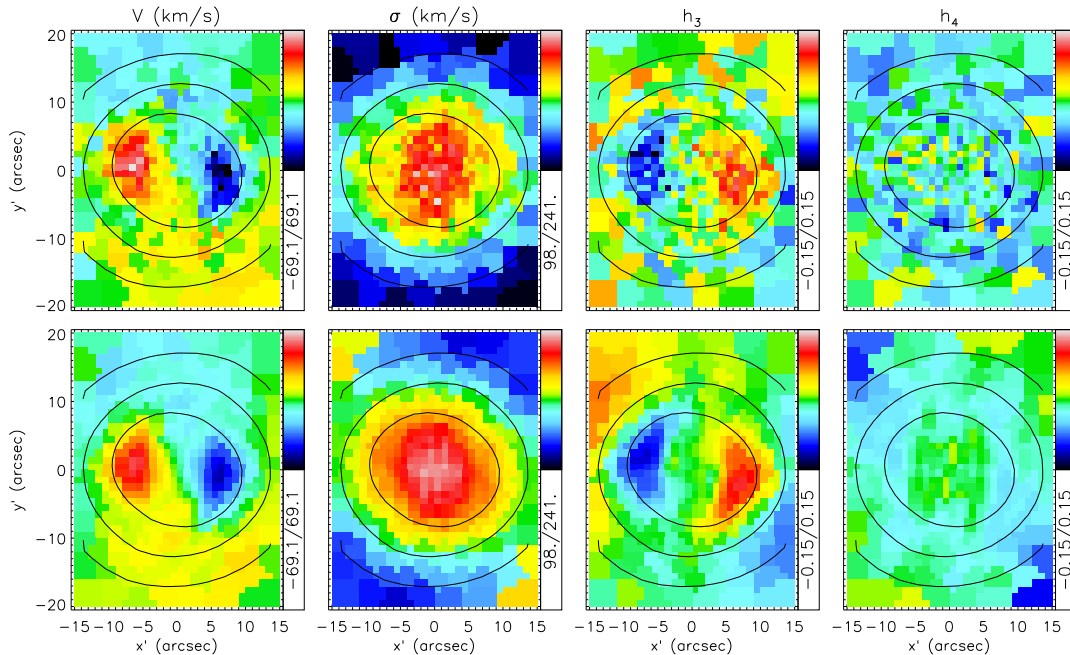 V (km/s)
σ (km/s)
h3
h4
20
10
0
−10
−20
y' (arcsec)
−69.1/69.1
98./241.
−0.15/0.15
−0.15/0.15
20
10
0
−10
−20
y' (arcsec)
−69.1/69.1
98./241.
−0.15/0.15
−0.15/0.15
−15 −10 −5 0 5 10 15
−15 −10 −5 0 5 10 15
−15 −10 −5 0 5 10 15
−15 −10 −5 0 5 10 15
x' (arcsec)
x' (arcsec)
x' (arcsec)
x' (arcsec)